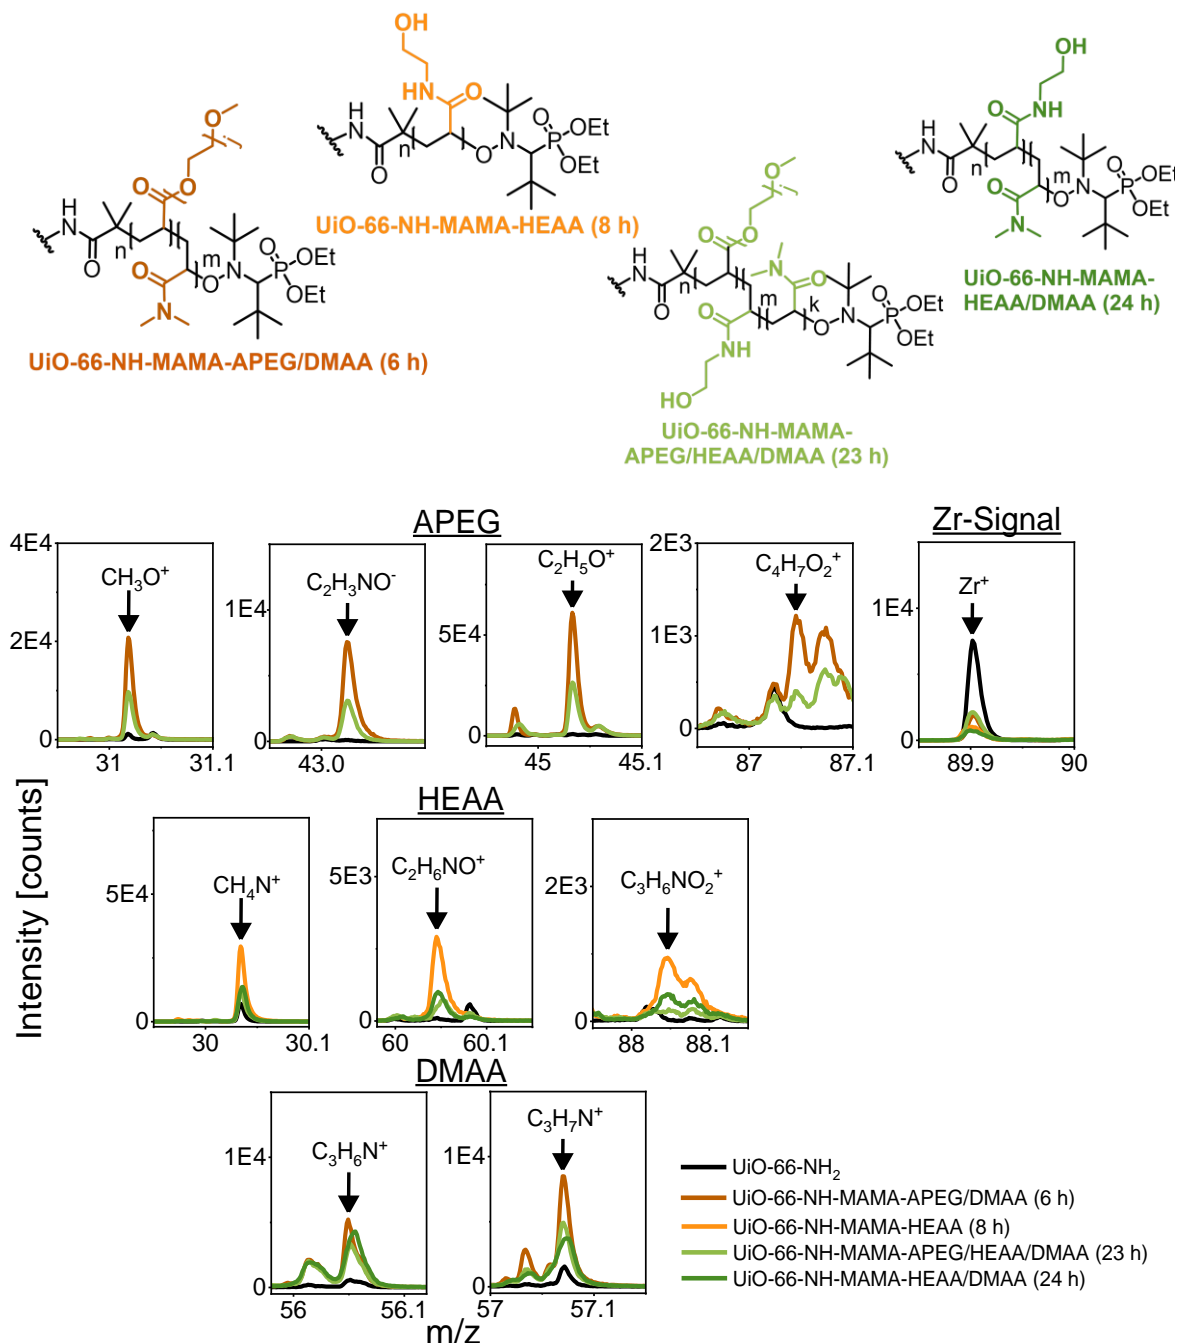 OH
HN
O
H
N
O
n
O
N
O
P
OEt
OEt
UiO-66-NH-MAMA-HEAA (8 h)
O
O
O
H
N
O
n
m
O
N
O
P
OEt
OEt
O
N
UiO-66-NH-MAMA-APEG/DMAA (6 h)
OH
O
NH
H
N
O
n
m
O
N
O
P
OEt
OEt
O
N
UiO-66-NH-MAMA-
HEAA/DMAA (24 h)
O
O
O
N
O
H
N
O
n
m
k
O
N
O
P
OEt
OEt
O
NH
HO
UiO-66-NH-MAMA-
APEG/HEAA/DMAA (23 h)
APEG
Zr-Signal
4E4
2E4
0
CH₃O⁺
31
31.1
1E4
0
C₂H₃NO⁻
43.0
5E4
0
C₂H₅O⁺
45
45.1
2E3
1E3
0
C₄H₇O₂⁺
87
87.1
1E4
0
Zr⁺
89.9
90
Intensity [counts]
HEAA
5E4
0
CH₄N⁺
30
30.1
5E3
0
C₂H₆NO⁺
60
60.1
2E3
0
C₃H₆NO₂⁺
88
88.1
DMAA
1E4
0
C₃H₆N⁺
56
56.1
1E4
0
C₃H₇N⁺
57
57.1
m/z
UiO-66-NH₂
UiO-66-NH-MAMA-APEG/DMAA (6 h)
UiO-66-NH-MAMA-HEAA (8 h)
UiO-66-NH-MAMA-APEG/HEAA/DMAA (23 h)
UiO-66-NH-MAMA-HEAA/DMAA (24 h)